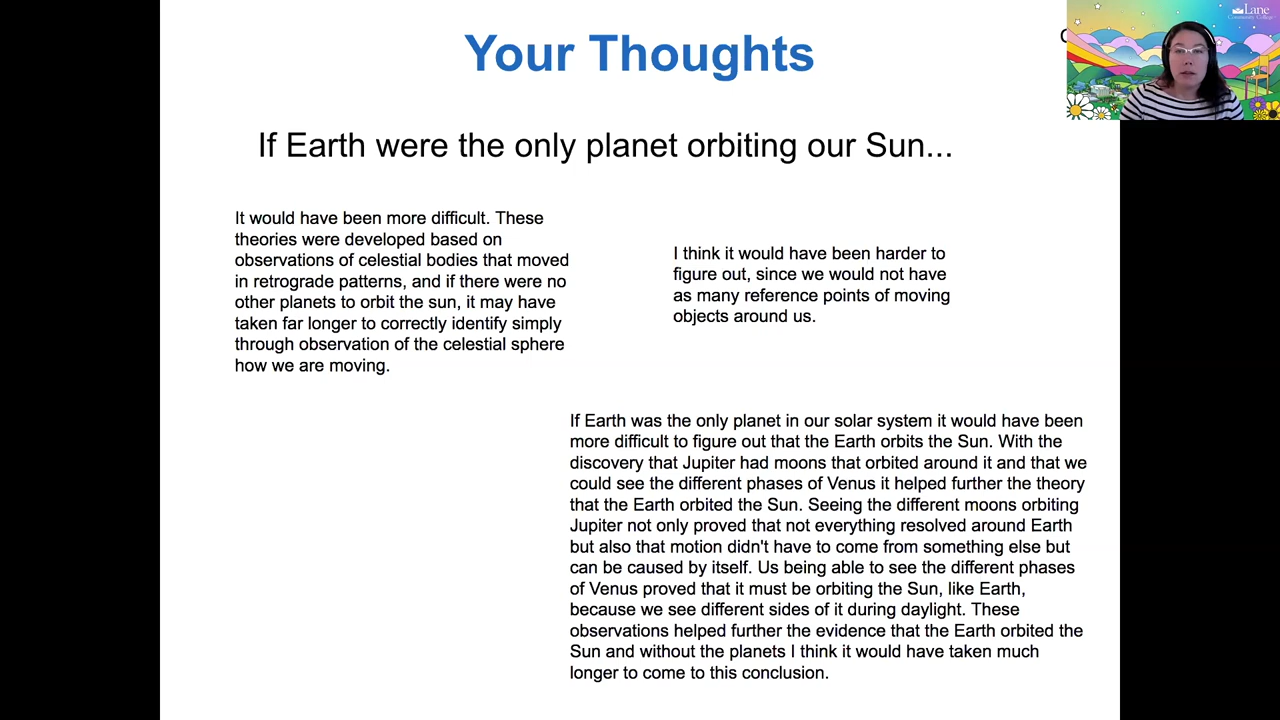 Your Thoughts
Lane
Community College
If Earth were the only planet orbiting our Sun...
It would have been more difficult. These
theories were developed based on
observations of celestial bodies that moved
in retrograde patterns, and if there were no
other planets to orbit the sun, it may have
taken far longer to correctly identify simply
through observation of the celestial sphere
how we are moving.
I think it would have been harder to
figure out, since we would not have
as many reference points of moving
objects around us.
If Earth was the only planet in our solar system it would have been
more difficult to figure out that the Earth orbits the Sun. With the
discovery that Jupiter had moons that orbited around it and that we
could see the different phases of Venus it helped further the theory
that the Earth orbited the Sun. Seeing the different moons orbiting
Jupiter not only proved that not everything resolved around Earth
but also that motion didn't have to come from something else but
can be caused by itself. Us being able to see the different phases
of Venus proved that it must be orbiting the Sun, like Earth,
because we see different sides of it during daylight. These
observations helped further the evidence that the Earth orbited the
Sun and without the planets I think it would have taken much
longer to come to this conclusion.